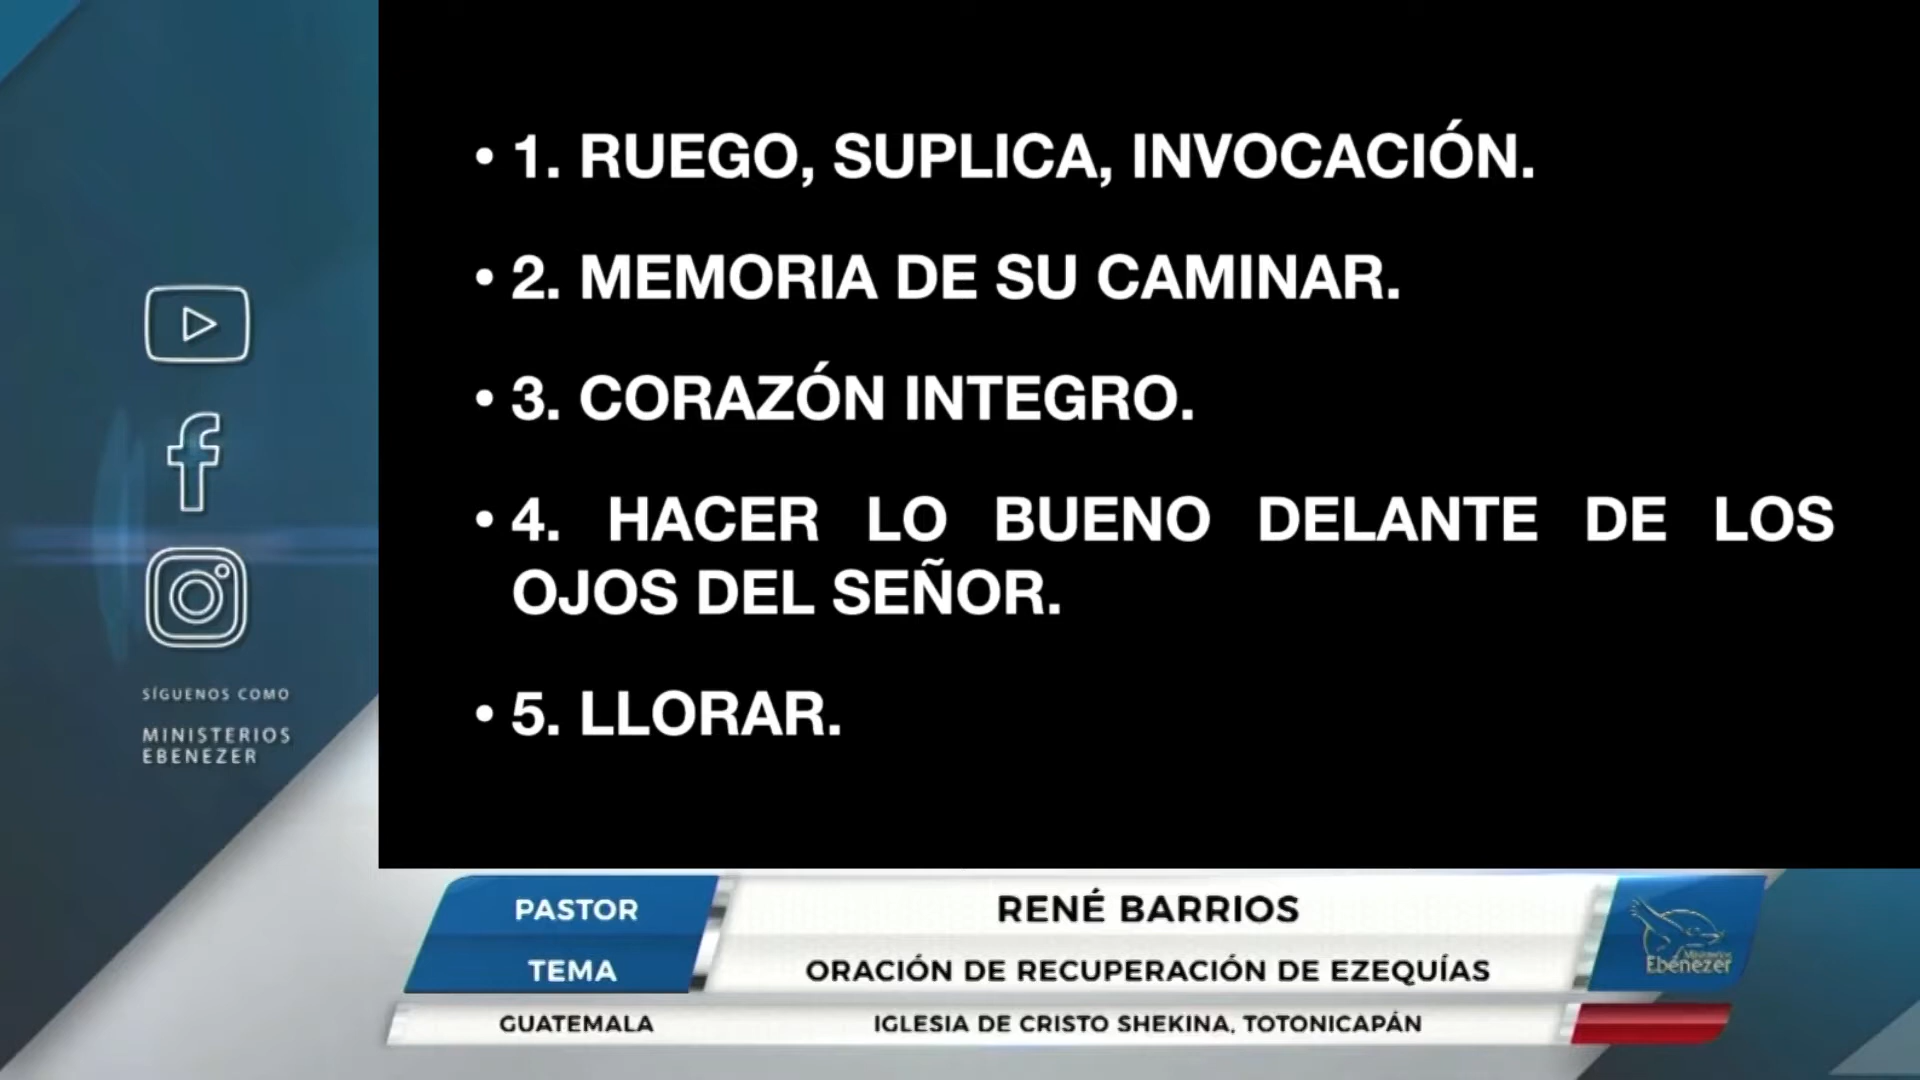 • 1. RUEGO, SUPLICA, INVOCACIÓN.
• 2. MEMORIA DE SU CAMINAR.
• 3. CORAZÓN INTEGRO.
• 4. HACER LO BUENO DELANTE DE LOS
OJOS DEL SEÑOR.
• 5. LLORAR.
SÍGUENOS COMO
MINISTERIOS
EBENEZER
PASTOR
RENÉ BARRIOS
TEMA
ORACIÓN DE RECUPERACIÓN DE EZEQUÍAS
GUATEMALA
IGLESIA DE CRISTO SHEKINA, TOTONICAPÁN
Ministerios
Ebenezer